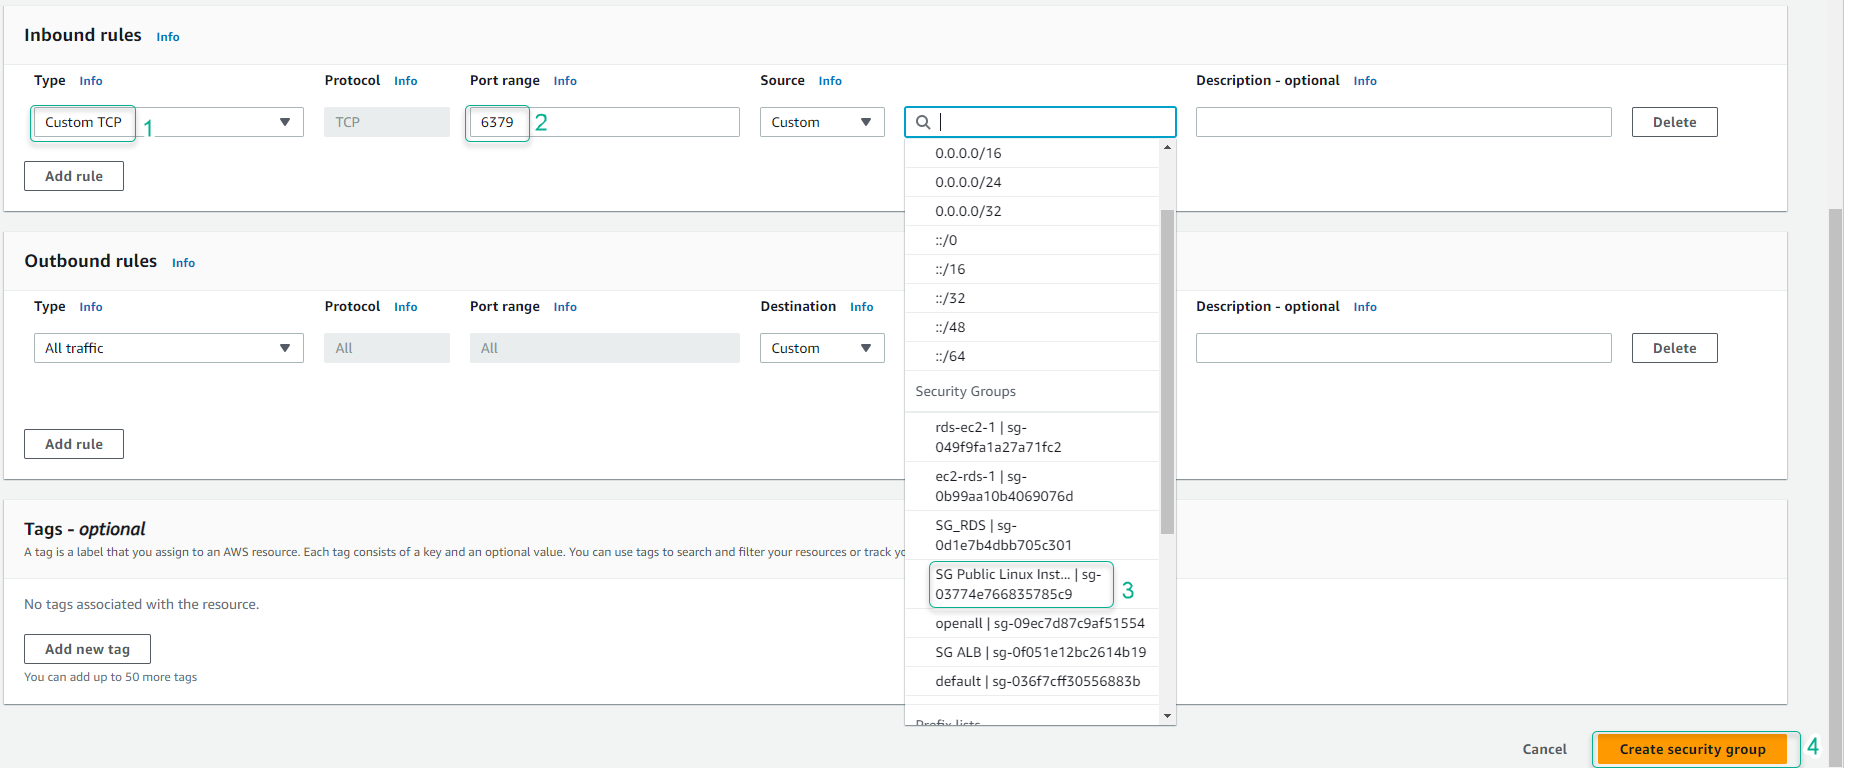 Inbound rules Info
Type Info Protocol Info Port range Info Source Info Description - optional Info
Custom TCP 1 TCP 6379 2 Custom Delete
0.0.0.0/16
Add rule
0.0.0.0/24
0.0.0.0/32
::/0
::/16
::/32
::/48
::/64
Security Groups
rds-ec2-1 | sg-
049f9fa1a27a71fc2
ec2-rds-1 | sg-
0b99aa10b4069076d
SG_RDS | sg-
0d1e7b4dbb705c301
SG Public Linux Inst... | sg-
03774e766835785c9
3
openall | sg-09ec7d87c9af51554
SG ALB | sg-0f051e12bc2614b19
default | sg-036f7cff30556883b
Prefix lists
Outbound rules Info
Type Info Protocol Info Port range Info Destination Info Description - optional Info
All traffic All All Custom Delete
Add rule
Tags - optional
A tag is a label that you assign to an AWS resource. Each tag consists of a key and an optional value. You can use tags to search and filter your resources or track yo
No tags associated with the resource.
Add new tag
You can add up to 50 more tags
Cancel Create security group 4